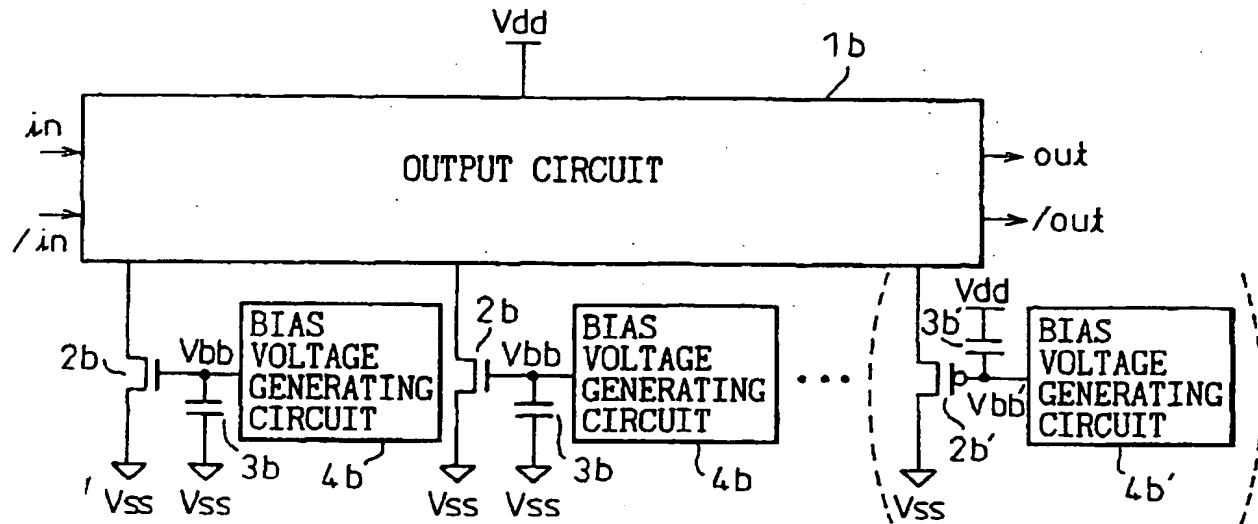 Vdd
1b
in
/in
OUTPUT CIRCUIT
out
/out
2b
Vbb
BIAS
VOLTAGE
GENERATING
CIRCUIT
3b
4b
Vss
Vss
2b
Vbb
BIAS
VOLTAGE
GENERATING
CIRCUIT
3b
4b
Vss
Vss
...
Vdd
3b'
BIAS
VOLTAGE
GENERATING
CIRCUIT
Vbb'
2b'
4b'
Vss